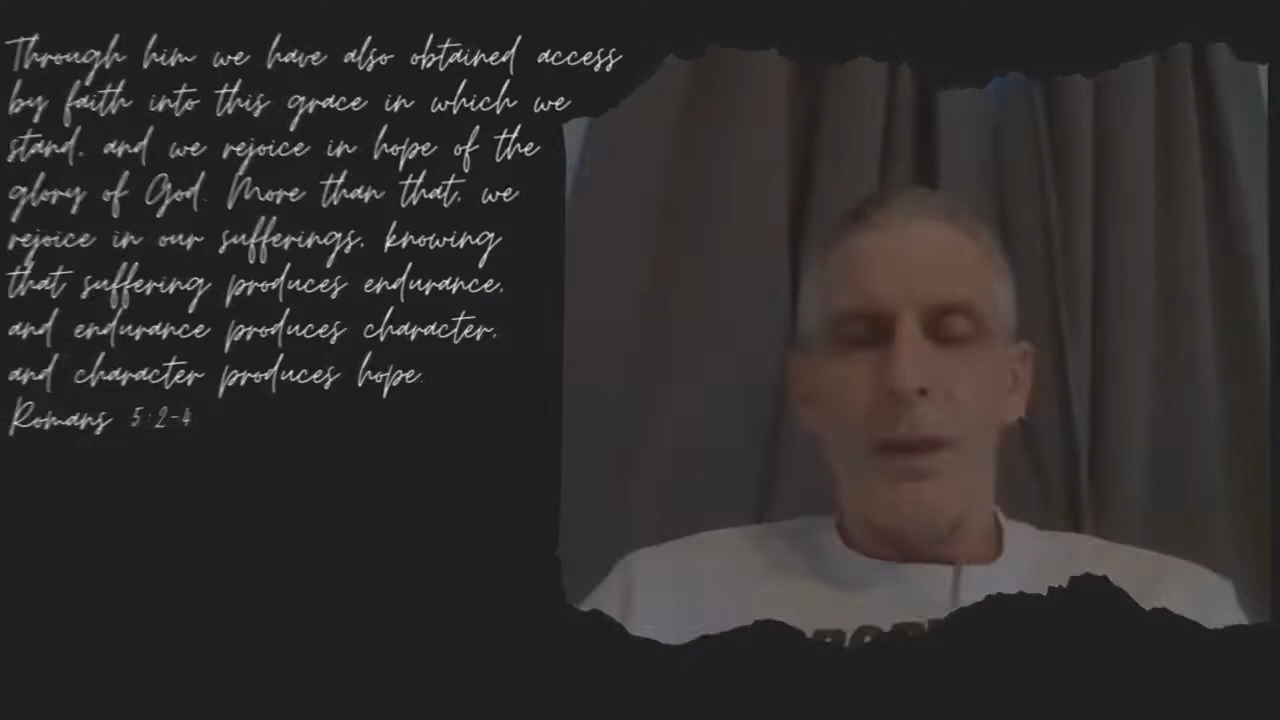 Through him we have also obtained access
by faith into this grace in which we
stand, and we rejoice in hope of the
glory of God. More than that, we
rejoice in our sufferings, knowing
that suffering produces endurance,
and endurance produces character,
and character produces hope.
Romans 5:2-4